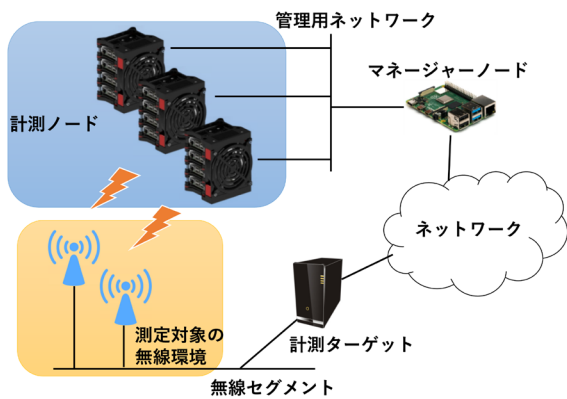 管理用ネットワーク
マネージャーノード
計測ノード
ネットワーク
測定対象の
無線環境
計測ターゲット
無線セグメント